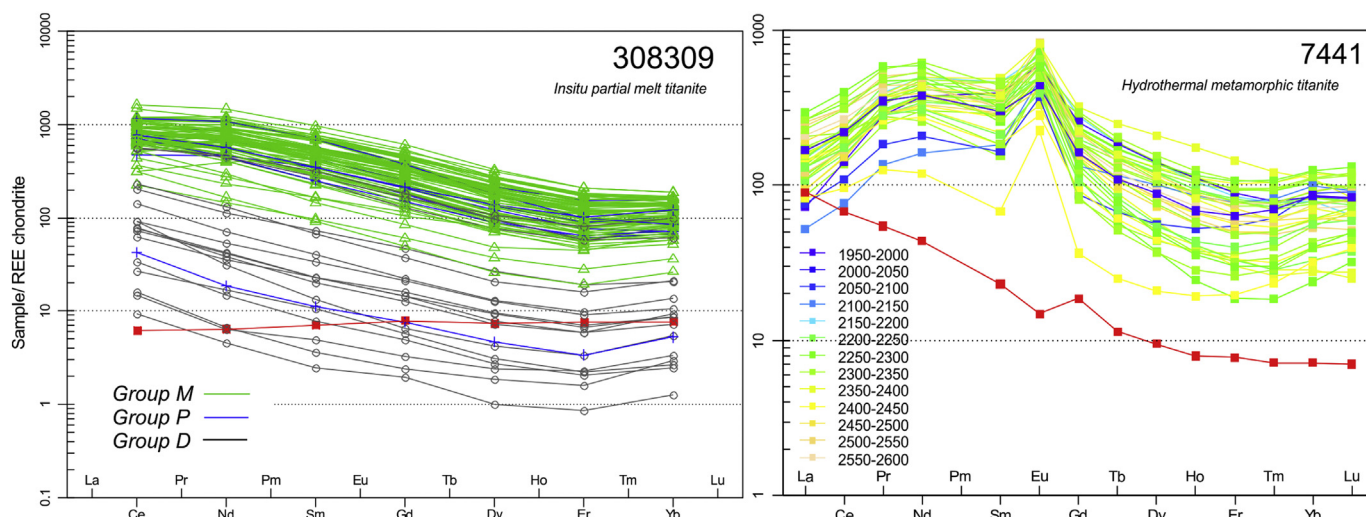 308309
Insitu partial melt titanite
Sample/ REE chondrite
10000
1000
100
10
1
0.1
Group M
Group P
Group D
La Pr Pm Eu Tb Ho Tm Lu
Ce Nd Sm Gd Dy Er Yb
7441
Hydrothermal metamorphic titanite
1000
100
10
1
1950-2000
2000-2050
2050-2100
2100-2150
2150-2200
2200-2250
2250-2300
2300-2350
2350-2400
2400-2450
2450-2500
2500-2550
2550-2600
La Pr Pm Eu Tb Ho Tm Lu
Ce Nd Sm Gd Dy Er Yb